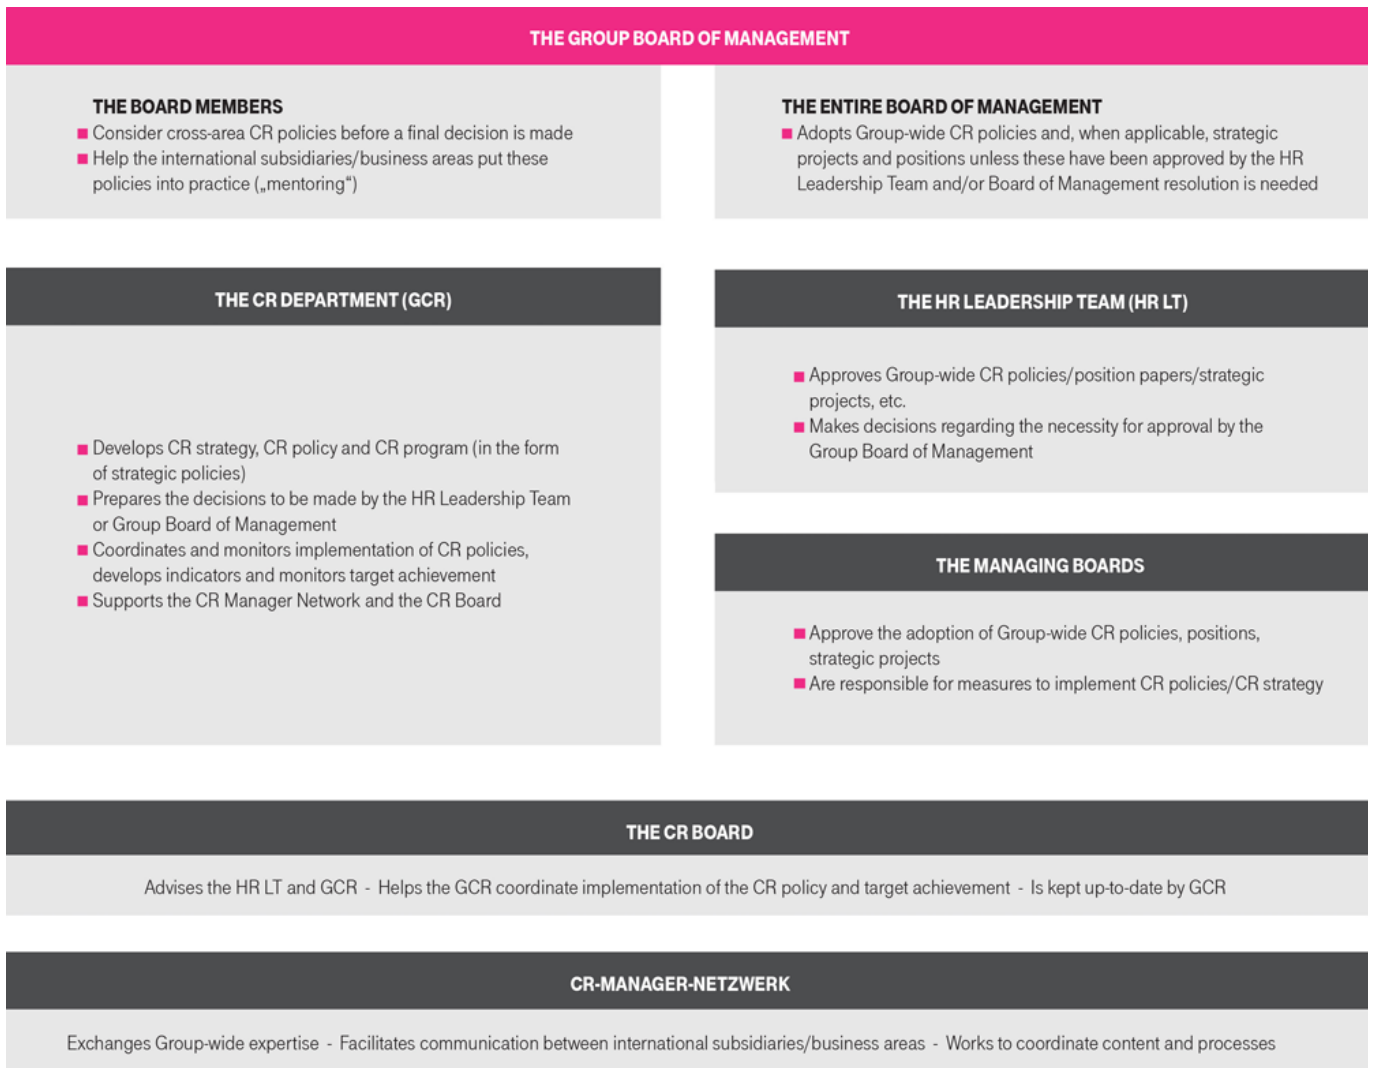 THE GROUP BOARD OF MANAGEMENT
THE BOARD MEMBERS
Consider cross-area CR policies before a final decision is made
Help the international subsidiaries/business areas put these
policies into practice („mentoring“)
THE ENTIRE BOARD OF MANAGEMENT
Adopts Group-wide CR policies and, when applicable, strategic
projects and positions unless these have been approved by the HR
Leadership Team and/or Board of Management resolution is needed
THE CR DEPARTMENT (GCR)
Develops CR strategy, CR policy and CR program (in the form
of strategic policies)
Prepares the decisions to be made by the HR Leadership Team
or Group Board of Management
Coordinates and monitors implementation of CR policies,
develops indicators and monitors target achievement
Supports the CR Manager Network and the CR Board
THE HR LEADERSHIP TEAM (HR LT)
Approves Group-wide CR policies/position papers/strategic
projects, etc.
Makes decisions regarding the necessity for approval by the
Group Board of Management
THE MANAGING BOARDS
Approve the adoption of Group-wide CR policies, positions,
strategic projects
Are responsible for measures to implement CR policies/CR strategy
THE CR BOARD
Advises the HR LT and GCR - Helps the GCR coordinate implementation of the CR policy and target achievement - Is kept up-to-date by GCR
CR-MANAGER-NETZWERK
Exchanges Group-wide expertise - Facilitates communication between international subsidiaries/business areas - Works to coordinate content and processes